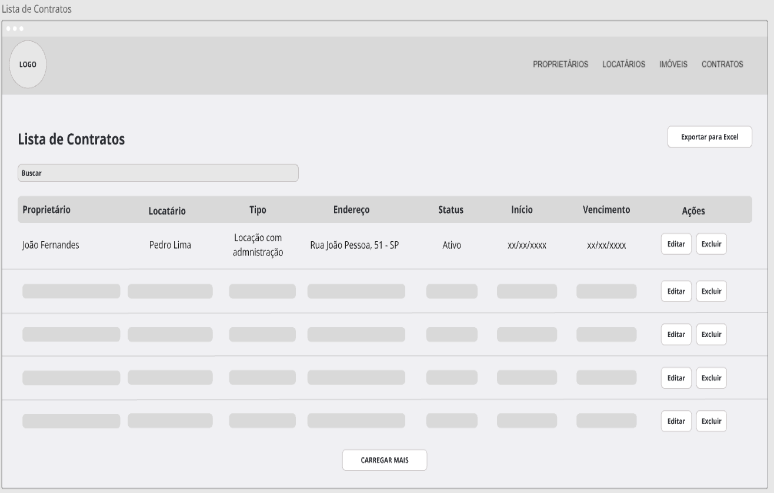 Lista de Contratos
LOGO
PROPRIETÁRIOS LOCATÁRIOS IMÓVEIS CONTRATOS
Lista de Contratos
Exportar para Excel
Buscar
Proprietário Locatário Tipo Endereço Status Início Vencimento Ações
João Fernandes Pedro Lima Locação com admnistração Rua João Pessoa, 51 - SP Ativo xx/xx/xxxx xx/xx/xxxx Editar Excluir
Editar Excluir
Editar Excluir
Editar Excluir
Editar Excluir
CARREGAR MAIS